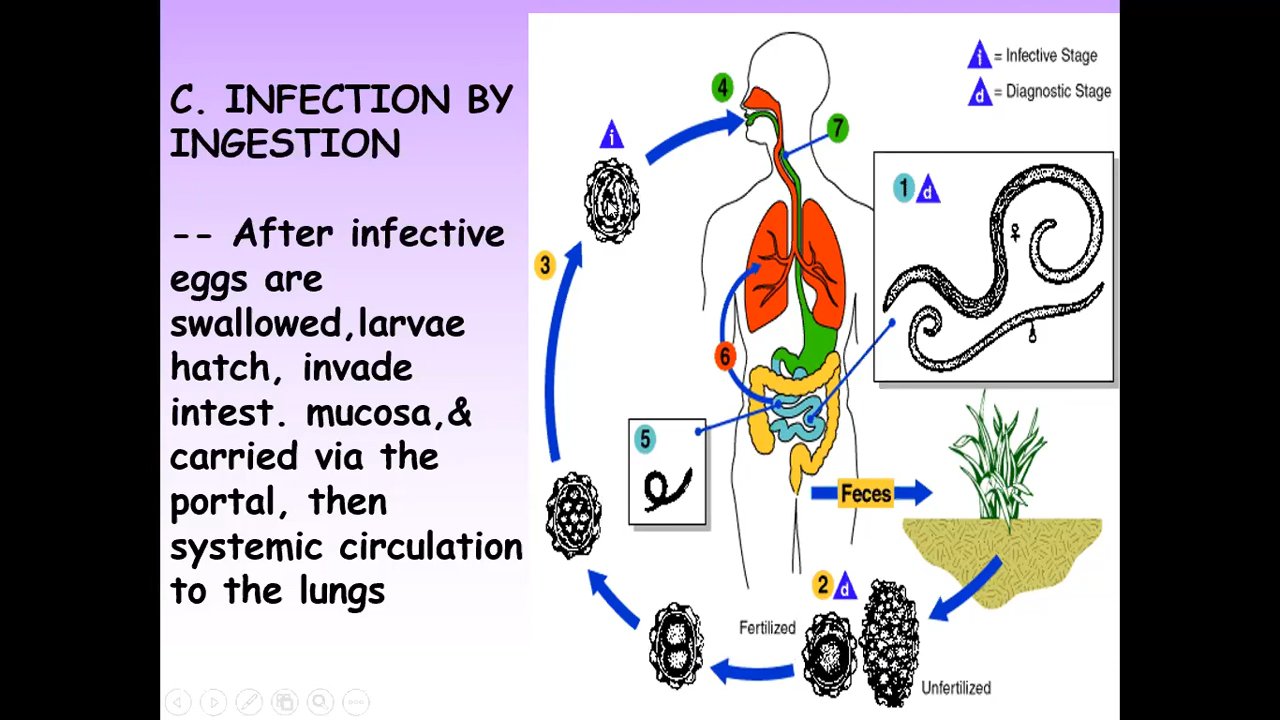 C. INFECTION BY
INGESTION
-- After infective
eggs are
swallowed,larvae
hatch, invade
intest. mucosa,&
carried via the
portal, then
systemic circulation
to the lungs
i = Infective Stage
d = Diagnostic Stage
4
i
7
1 d
♀
3
6
5
Feces
2 d
Fertilized
Unfertilized